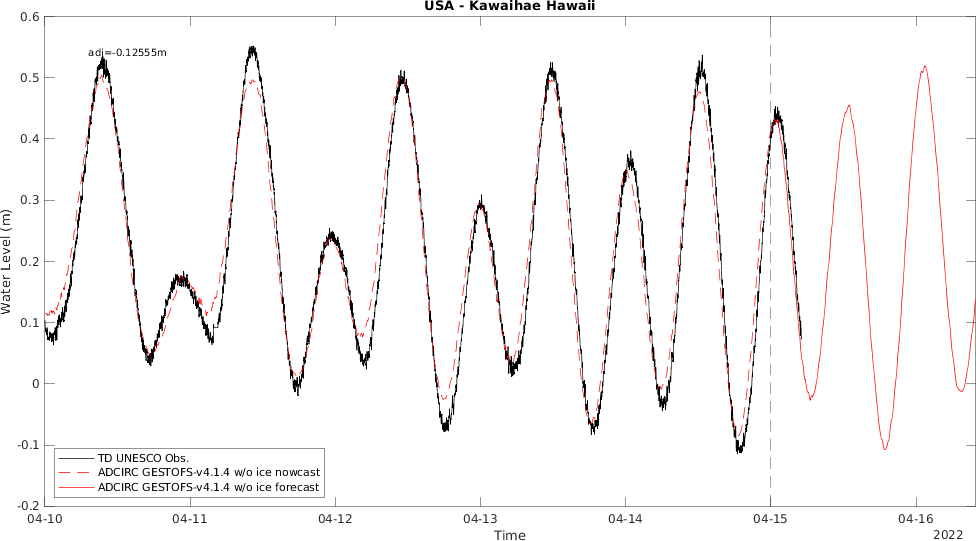 USA - Kawaihae Hawaii
0.6
adj=-0.12555m
0.5
0.4
0.3
0.2
0.1
0
-0.1
-0.2
Water Level (m)
TD UNESCO Obs.
ADCIRC GESTOFS-v4.1.4 w/o ice nowcast
ADCIRC GESTOFS-v4.1.4 w/o ice forecast
04-10 04-11 04-12 04-13 04-14 04-15 04-16
Time
2022